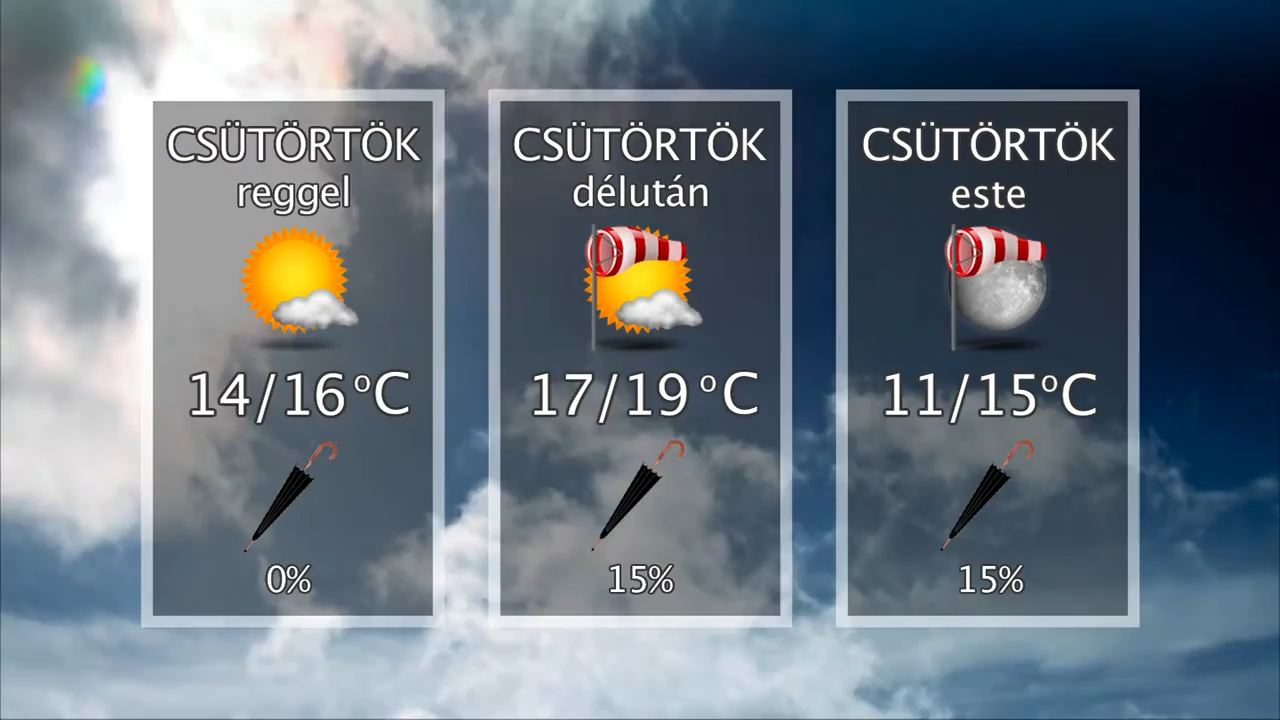 CSÜTÖRTÖK
reggel
14/16°C
0%
CSÜTÖRTÖK
délután
17/19°C
15%
CSÜTÖRTÖK
este
11/15°C
15%